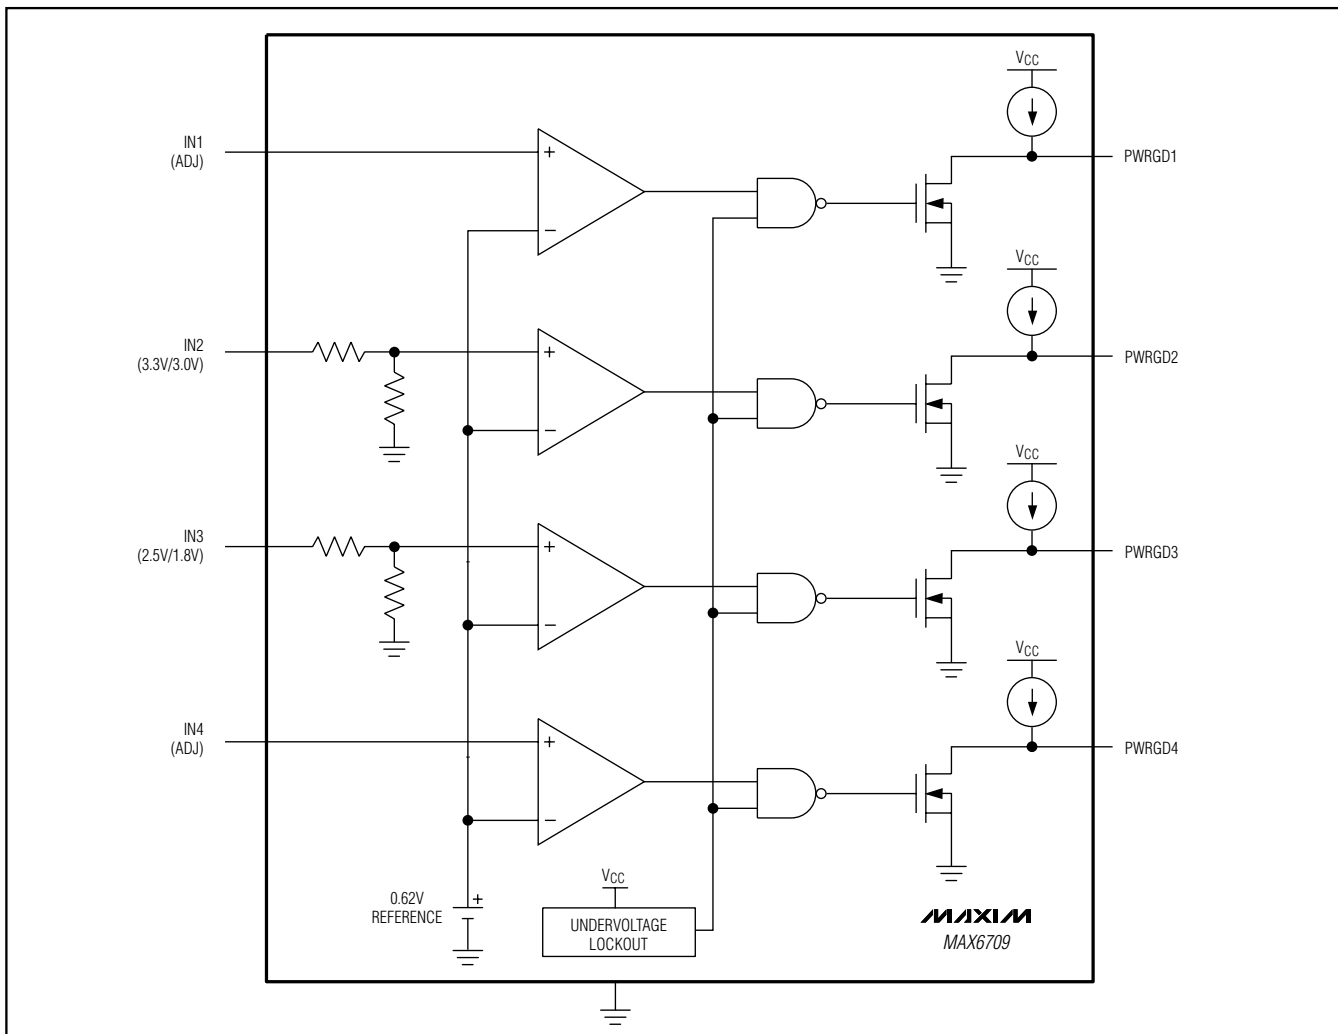 VCC
IN1
(ADJ)
+
−
PWRGD1
VCC
IN2
(3.3V/3.0V)
+
−
PWRGD2
VCC
IN3
(2.5V/1.8V)
+
−
PWRGD3
VCC
IN4
(ADJ)
+
−
PWRGD4
0.62V
REFERENCE
+
VCC
UNDERVOLTAGE
LOCKOUT
MAXIM
MAX6709